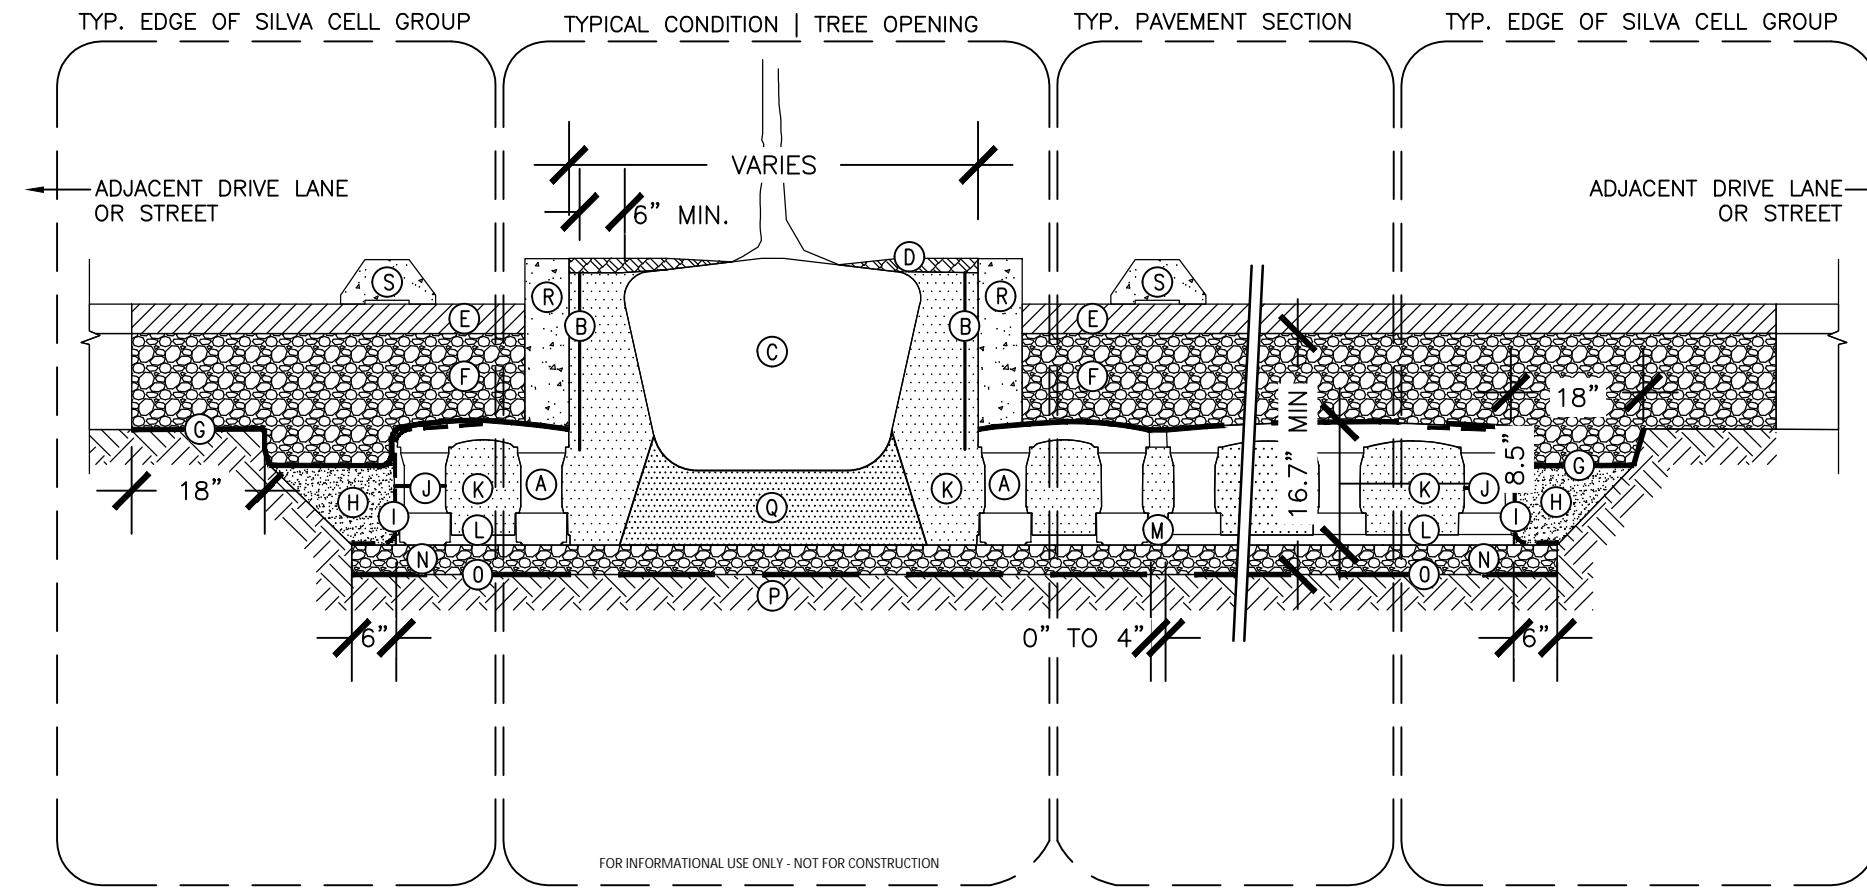 TYP. EDGE OF SILVA CELL GROUP
TYPICAL CONDITION | TREE OPENING
TYP. PAVEMENT SECTION
TYP. EDGE OF SILVA CELL GROUP
VARIES
ADJACENT DRIVE LANE
OR STREET
ADJACENT DRIVE LANE
OR STREET
6" MIN.
D
S
R
R
S
E
B
B
E
C
F
F
18"
16.7" MIN
8.5"
G
G
18"
H
J
K
A
K
A
K
J
H
I
L
Q
M
L
I
N
N
O
O
P
6"
0" TO 4"
6"
FOR INFORMATIONAL USE ONLY - NOT FOR CONSTRUCTION